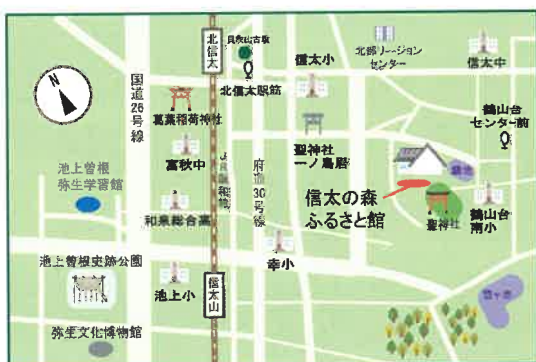 北信太
貝吹山古墳
北信太駅前
北部リージョン
センター
信太小
信太中
国道26号線
葛葉稲荷神社
聖神社
一ノ鳥居
鶴山台
センター前
富秋中
池上曽根
弥生学習館
府道30号線
信太の森
ふるさと館
聖神社
鶴山台
南小
和泉総合高
幸小
池上曽根史跡公園
池上小
信太山
弥生文化博物館
N